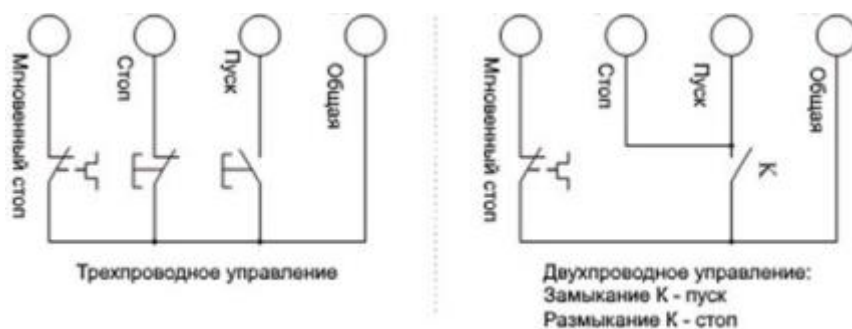 Мгновенный стоп
Стоп
Пуск
Общая
Трехпроводное управление
Мгновенный стоп
Стоп
Пуск
Общая
К
Двухпроводное управление:
Замыкание К - пуск
Размыкание К - стоп